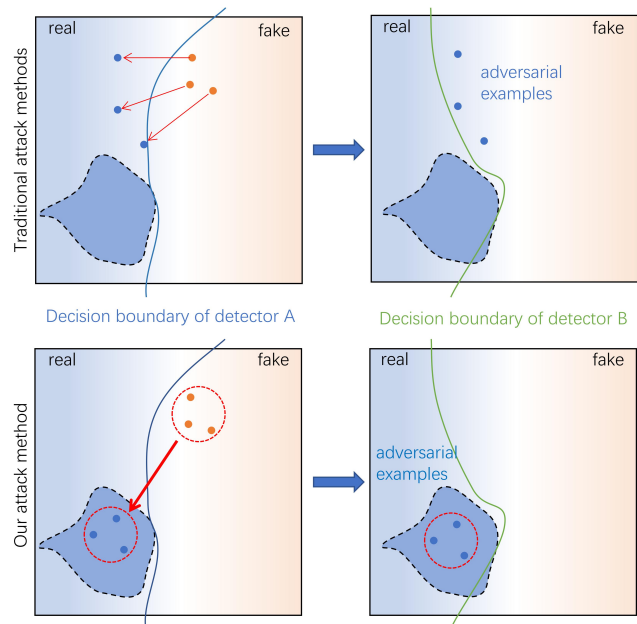 Traditional attack methods
real
fake
real
fake
adversarial
examples
Decision boundary of detector A
Decision boundary of detector B
Our attack method
real
fake
real
fake
adversarial
examples